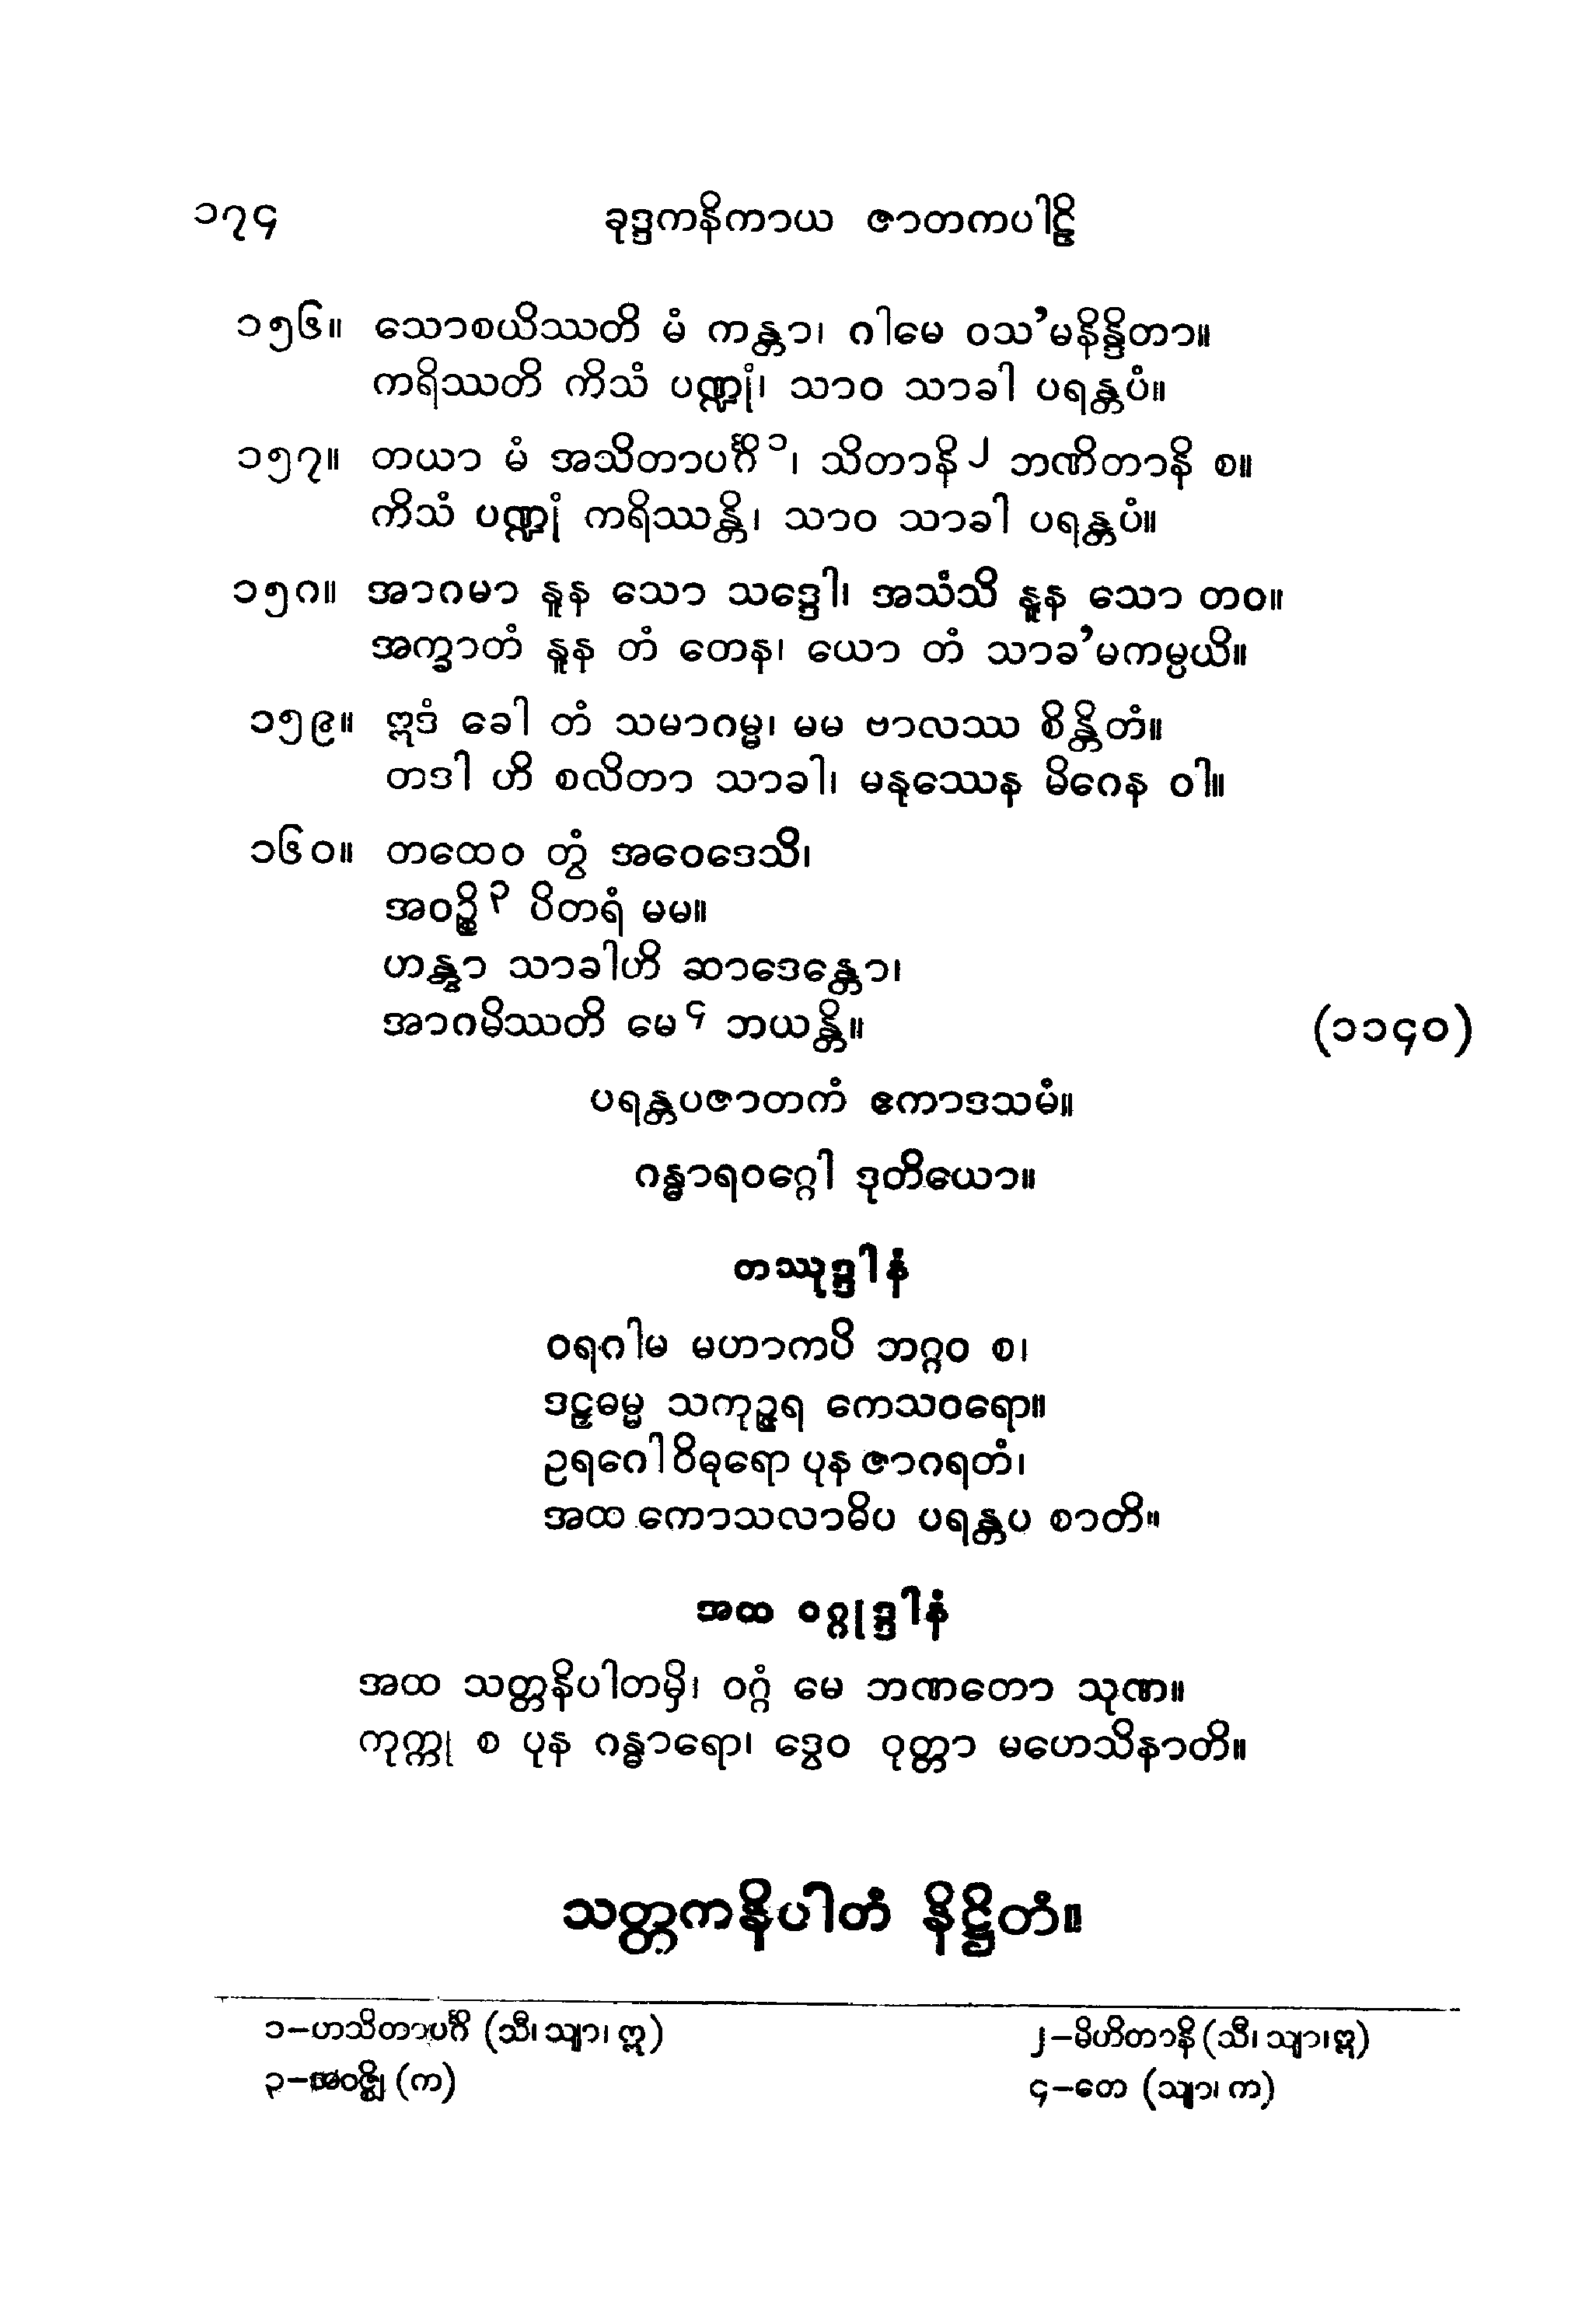 ၁၇၄ ခုဒ္ဒကနိကာယ ဇာတကပါဠိ
၁၅၆။ သောစယိဿတိ မံ ကန္တာ၊ ဂါမေ ဝသ’မနိန္ဒိတာ။
ကရိဿတိ ကိသံ ပဏ္ဍုံ၊ သာဝ သာခါ ပရန္တပံ။
၁၅၇။ တယာ မံ အသိတာပင်္ဂိ၁၊ သိတာနိ၂ ဘဏိတာနိ စ။
ကိသံ ပဏ္ဍုံ ကရိဿန္တိ၊ သာဝ သာခါ ပရန္တပံ။
၁၅၈။ အာဂမာ နူန သော သဒ္ဒေါ၊ အသံသိ နူန သော တဝ။
အက္ခာတံ နူန တံ တေန၊ ယော တံ သာခ’မကမ္ပယိ။
၁၅၉။ ဣဒံ ခေါ တံ သမာဂမ္မ၊ မမ ဗာလဿ စိန္တိတံ။
တဒါ ဟိ စလိတာ သာခါ၊ မနုဿေန မိဂေန ဝါ။
၁၆၀။ တထေဝ တွံ အဝေဒေသိ၊
အဝဉ္စိ၃ ပိတရံ မမ။
ဟန္တွာ သာခါဟိ ဆာဒေန္တော၊
အာဂမိဿတိ မေ၄ ဘယန္တိ။ (၁၁၄၀)
ပရန္တပဇာတကံ ဧကာဒသမံ။
ဂန္ဓာရဝဂ္ဂေါ ဒုတိယော။
တဿုဒ္ဒါနံ
ဝရဂါမ မဟာကပိ ဘဂ္ဂဝ စ၊
ဒဠှဓမ္မ သကုဉ္ဇရ ကေသဝရော။
ဥရဂေါ ဝိဓုရော ပုန ဇာဂရတံ၊
အထ ကောသလာဓိပ ပရန္တပ စာတိ။
အထ ဝဂ္ဂုဒ္ဒါနံ
အထ သတ္တနိပါတမှိ၊ ဝဂ္ဂံ မေ ဘဏတော သုဏ။
ကုက္ကု စ ပုန ဂန္ဓာရော၊ ဒွေဝ ဝုတ္တာ မဟေသိနာတိ။
သတ္တကနိပါတံ နိဋ္ဌိတံ။
၁–ဟသိတာပင်္ဂိ (သီ၊ သျာ၊ ဣ) ၂–မိဟိတာနိ (သီ၊ သျာ၊ ဣ)
၃–အဝဇ္ဈိ (က) ၄–တေ (သျာ၊ က)